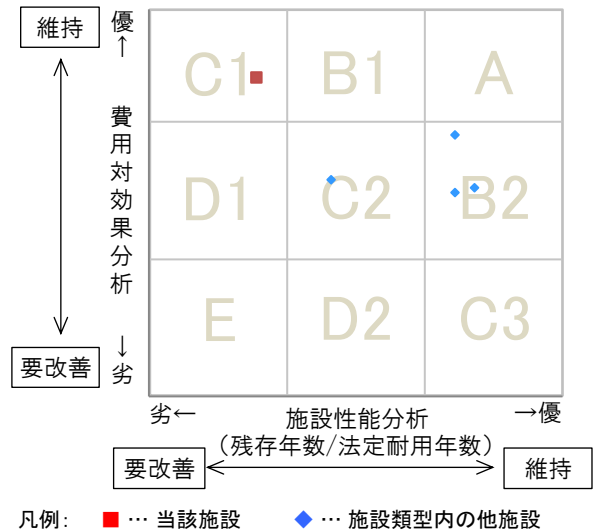 維持
優↑
費用対効果分析
↓劣
要改善
C1 B1 A
D1 C2 B2
E D2 C3
劣← 施設性能分析 →優
（残存年数/法定耐用年数）
要改善 維持
凡例： ■ … 当該施設 ◆ … 施設類型内の他施設